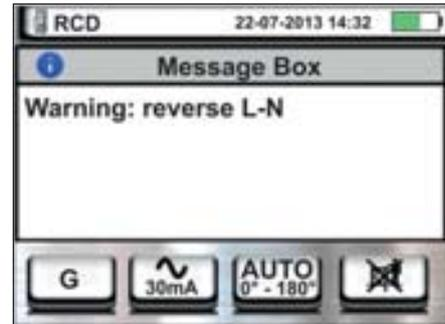 RCD 22-07-2013 14:32
Message Box
Warning: reverse L-N
G
30mA
AUTO
0° - 180°